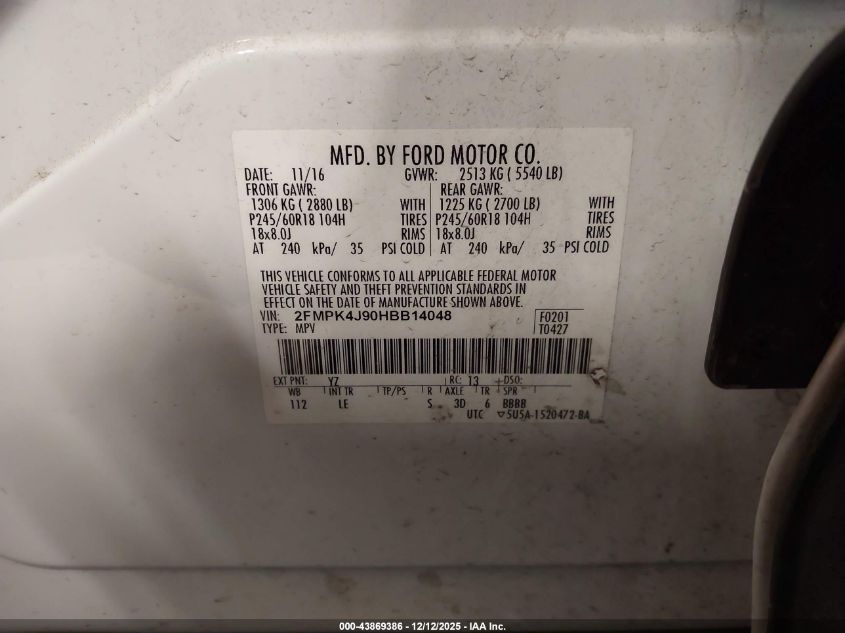 MFD. BY FORD MOTOR CO.
DATE: 11/16 GVWR: 2513 KG ( 5540 LB)
FRONT GAWR: REAR GAWR:
1306 KG ( 2880 LB) WITH 1225 KG ( 2700 LB) WITH
P245/60R18 104H TIRES P245/60R18 104H TIRES
18x8.0J RIMS 18x8.0J RIMS
AT 240 kPa/ 35 PSI COLD AT 240 kPa/ 35 PSI COLD
THIS VEHICLE CONFORMS TO ALL APPLICABLE FEDERAL MOTOR
VEHICLE SAFETY AND THEFT PREVENTION STANDARDS IN
EFFECT ON THE DATE OF MANUFACTURE SHOWN ABOVE.
VIN: 2FMPK4J90HBB14048 F0201
TYPE: MPV T0427
EXT PNT: YZ RC: 13 DSO:
WB INT TR TP/PS R AXLE TR SPR
112 LE S 3D 6 BBBB
UTC ▽5U5A-1520472-BA
000-43869386 - 12/12/2025 - IAA Inc.